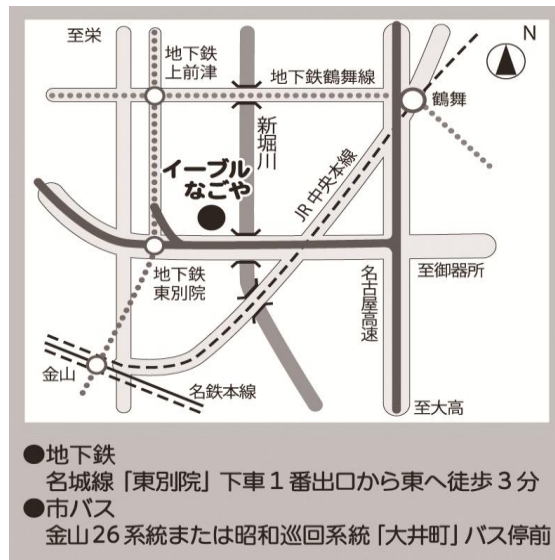 至栄
地下鉄
上前津
地下鉄鶴舞線
N
鶴舞
新堀川
イーブル
なごや
JR中央本線
地下鉄
東別院
名古屋高速
至御器所
金山
名鉄本線
至大高
●地下鉄
名城線「東別院」下車1番出口から東へ徒歩3分
●市バス
金山26系統または昭和巡回系統「大井町」バス停前